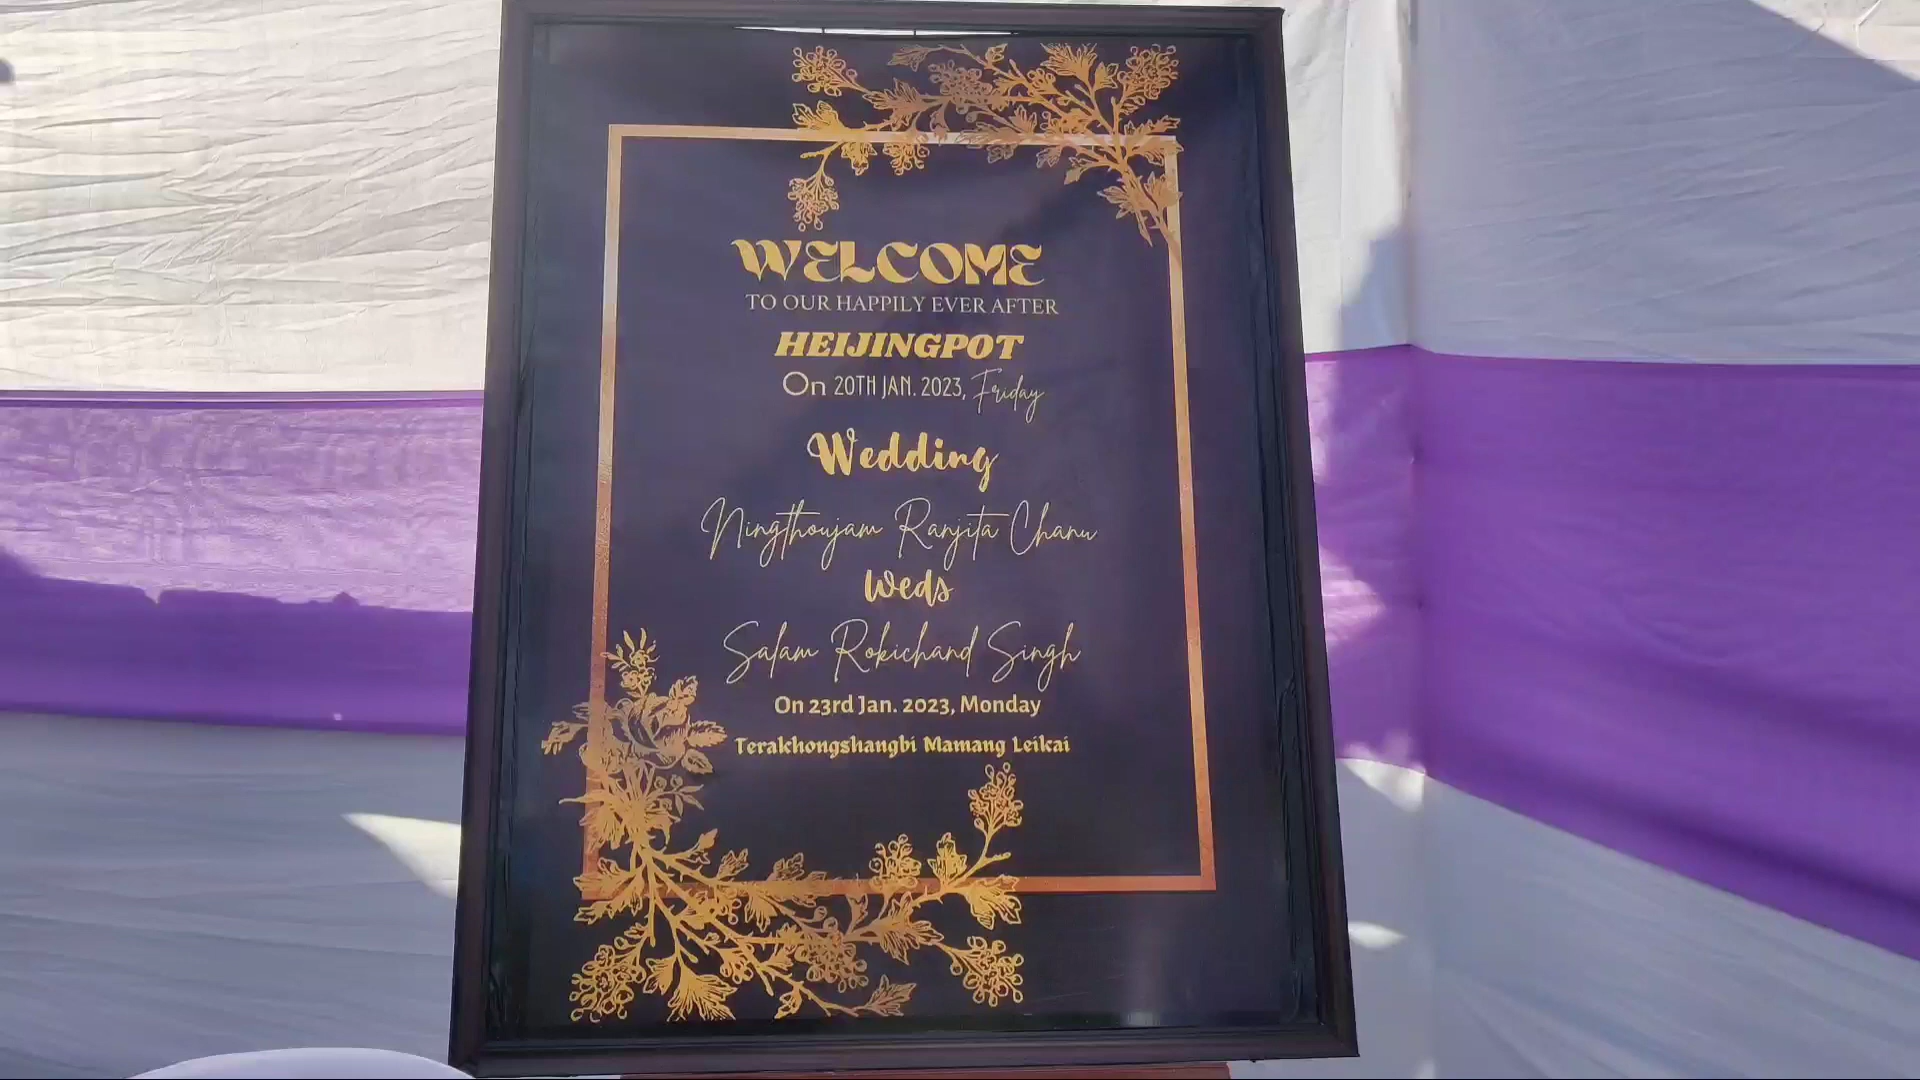 WELCOME
TO OUR HAPPILY EVER AFTER
HEIJINGPOT
On 20TH JAN. 2023, Friday
Wedding
Ningthoujam Ranjita Chanu
Weds
Salam Rokichand Singh
On 23rd Jan. 2023, Monday
Terakhongshangbi Mamang Leikai